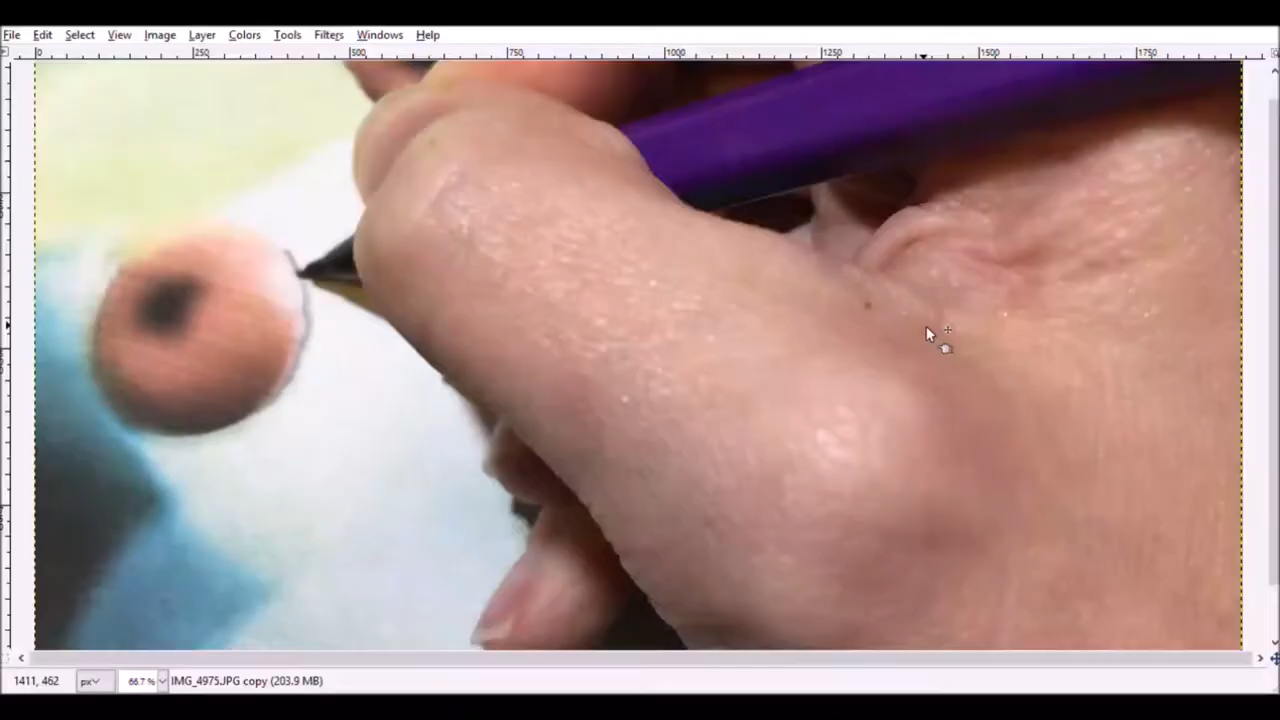 File Edit Select View Image Layer Colors Tools Filters Windows Help
0 250 500 750 1000 1250 1500 1750
1411, 462 px 66.7 % IMG_4975.JPG copy (203.9 MB)